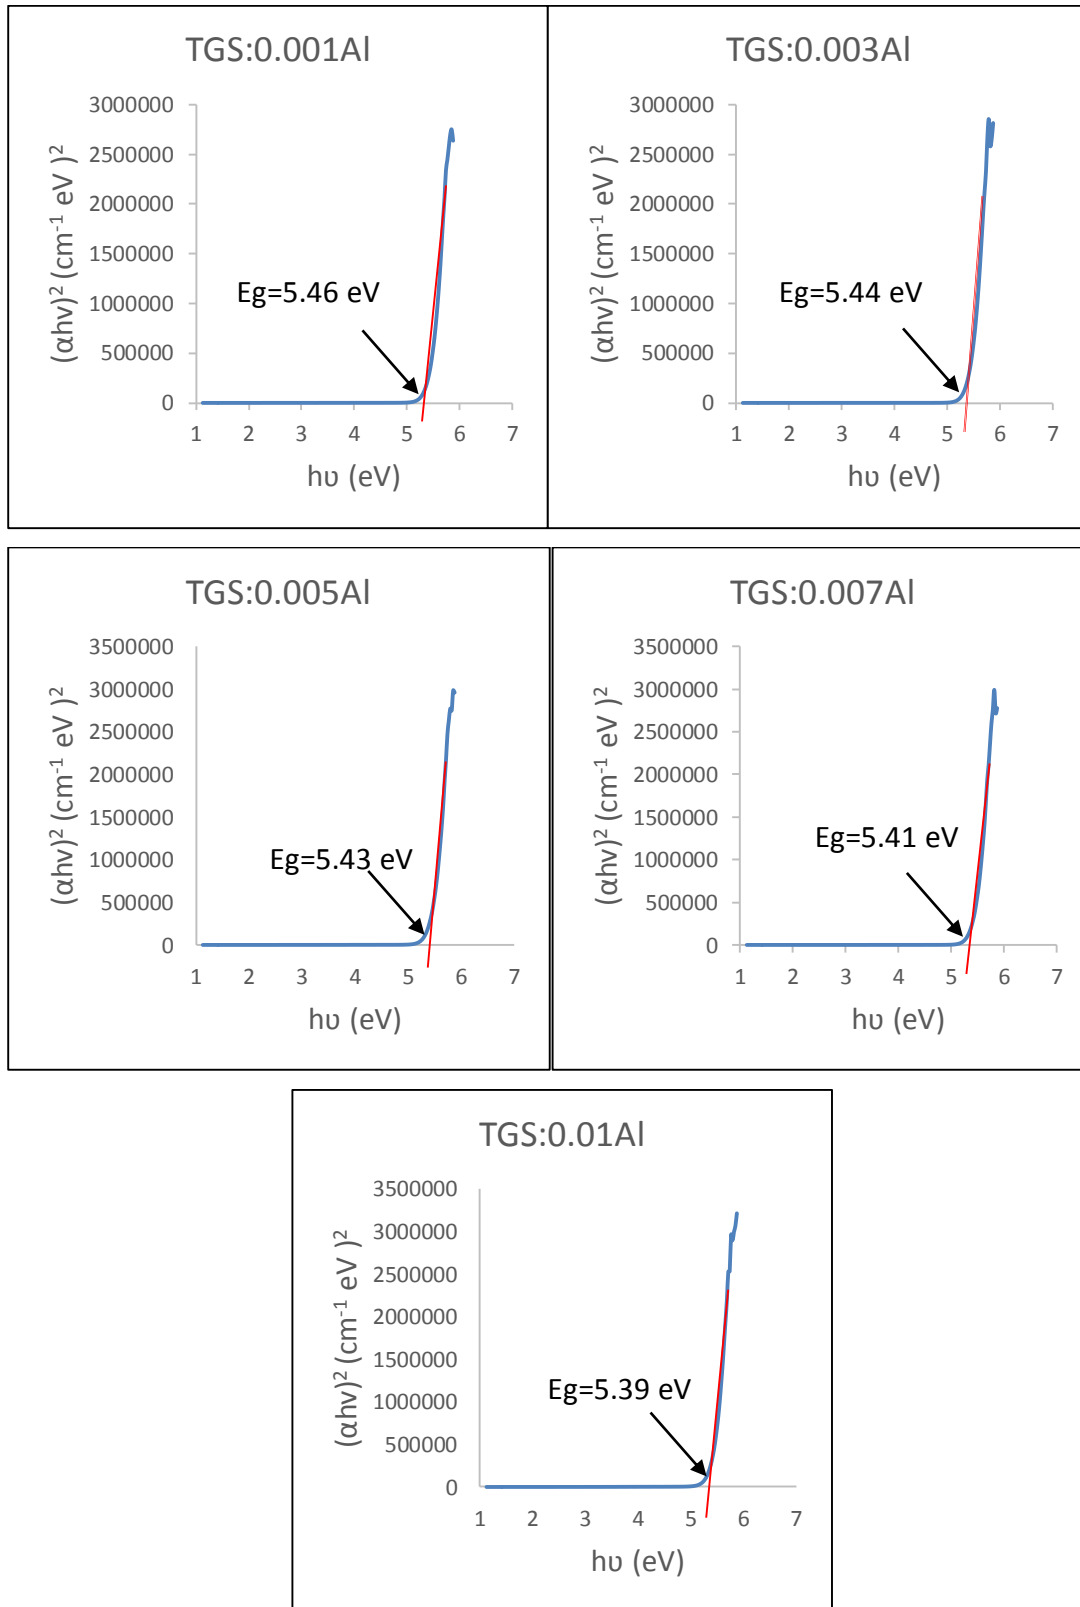 TGS:0.001Al
3000000
2500000
2000000
1500000
1000000
500000
0
(αhν)² (cm⁻¹ eV )²
Eg=5.46 eV
1 2 3 4 5 6 7
hυ (eV)
TGS:0.003Al
3000000
2500000
2000000
1500000
1000000
500000
0
(αhν)² (cm⁻¹ eV )²
Eg=5.44 eV
1 2 3 4 5 6 7
hυ (eV)
TGS:0.005Al
3500000
3000000
2500000
2000000
1500000
1000000
500000
0
(αhν)² (cm⁻¹ eV )²
Eg=5.43 eV
1 2 3 4 5 6 7
hυ (eV)
TGS:0.007Al
3500000
3000000
2500000
2000000
1500000
1000000
500000
0
(αhν)² (cm⁻¹ eV )²
Eg=5.41 eV
1 2 3 4 5 6 7
hυ (eV)
TGS:0.01Al
3500000
3000000
2500000
2000000
1500000
1000000
500000
0
(αhν)² (cm⁻¹ eV )²
Eg=5.39 eV
1 2 3 4 5 6 7
hυ (eV)